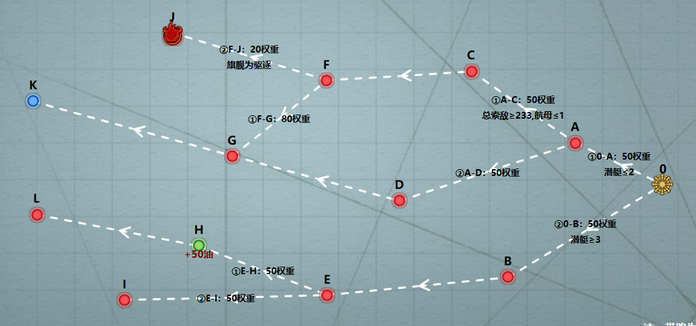 J
②F-J：20权重
旗舰为驱逐
C
F
K
①A-C：50权重
总索敌≥233,航母≤1
①F-G：80权重
A
G
①0-A：50权重
潜艇≤2
0
②A-D：50权重
D
L
②0-B：50权重
潜艇≥3
H
+50油
B
①E-H：50权重
E
I
②E-I：50权重